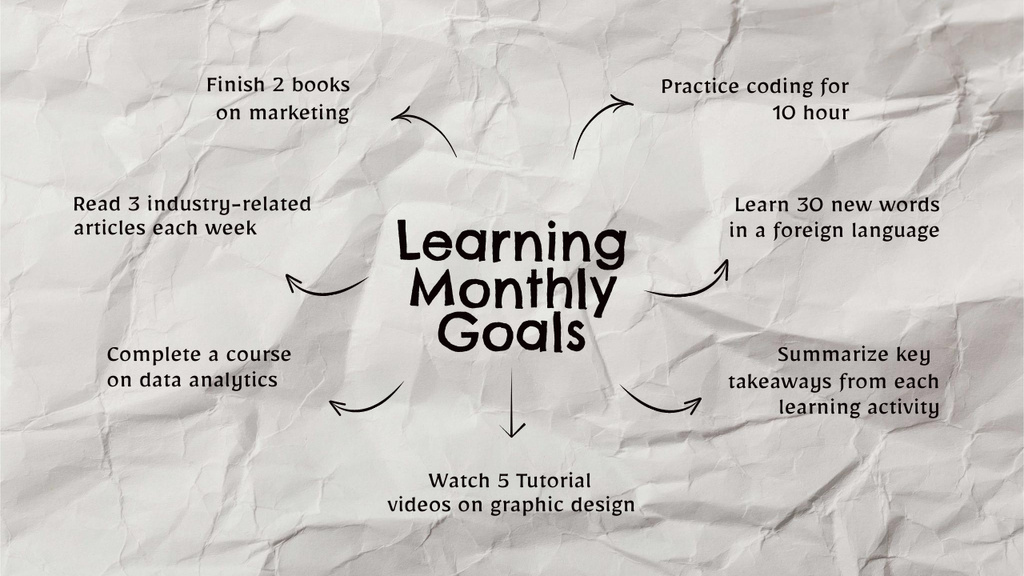 Finish 2 books
on marketing
Practice coding for
10 hour
Read 3 industry-related
articles each week
Learn 30 new words
in a foreign language
Learning
Monthly
Goals
Complete a course
on data analytics
Summarize key
takeaways from each
learning activity
Watch 5 Tutorial
videos on graphic design